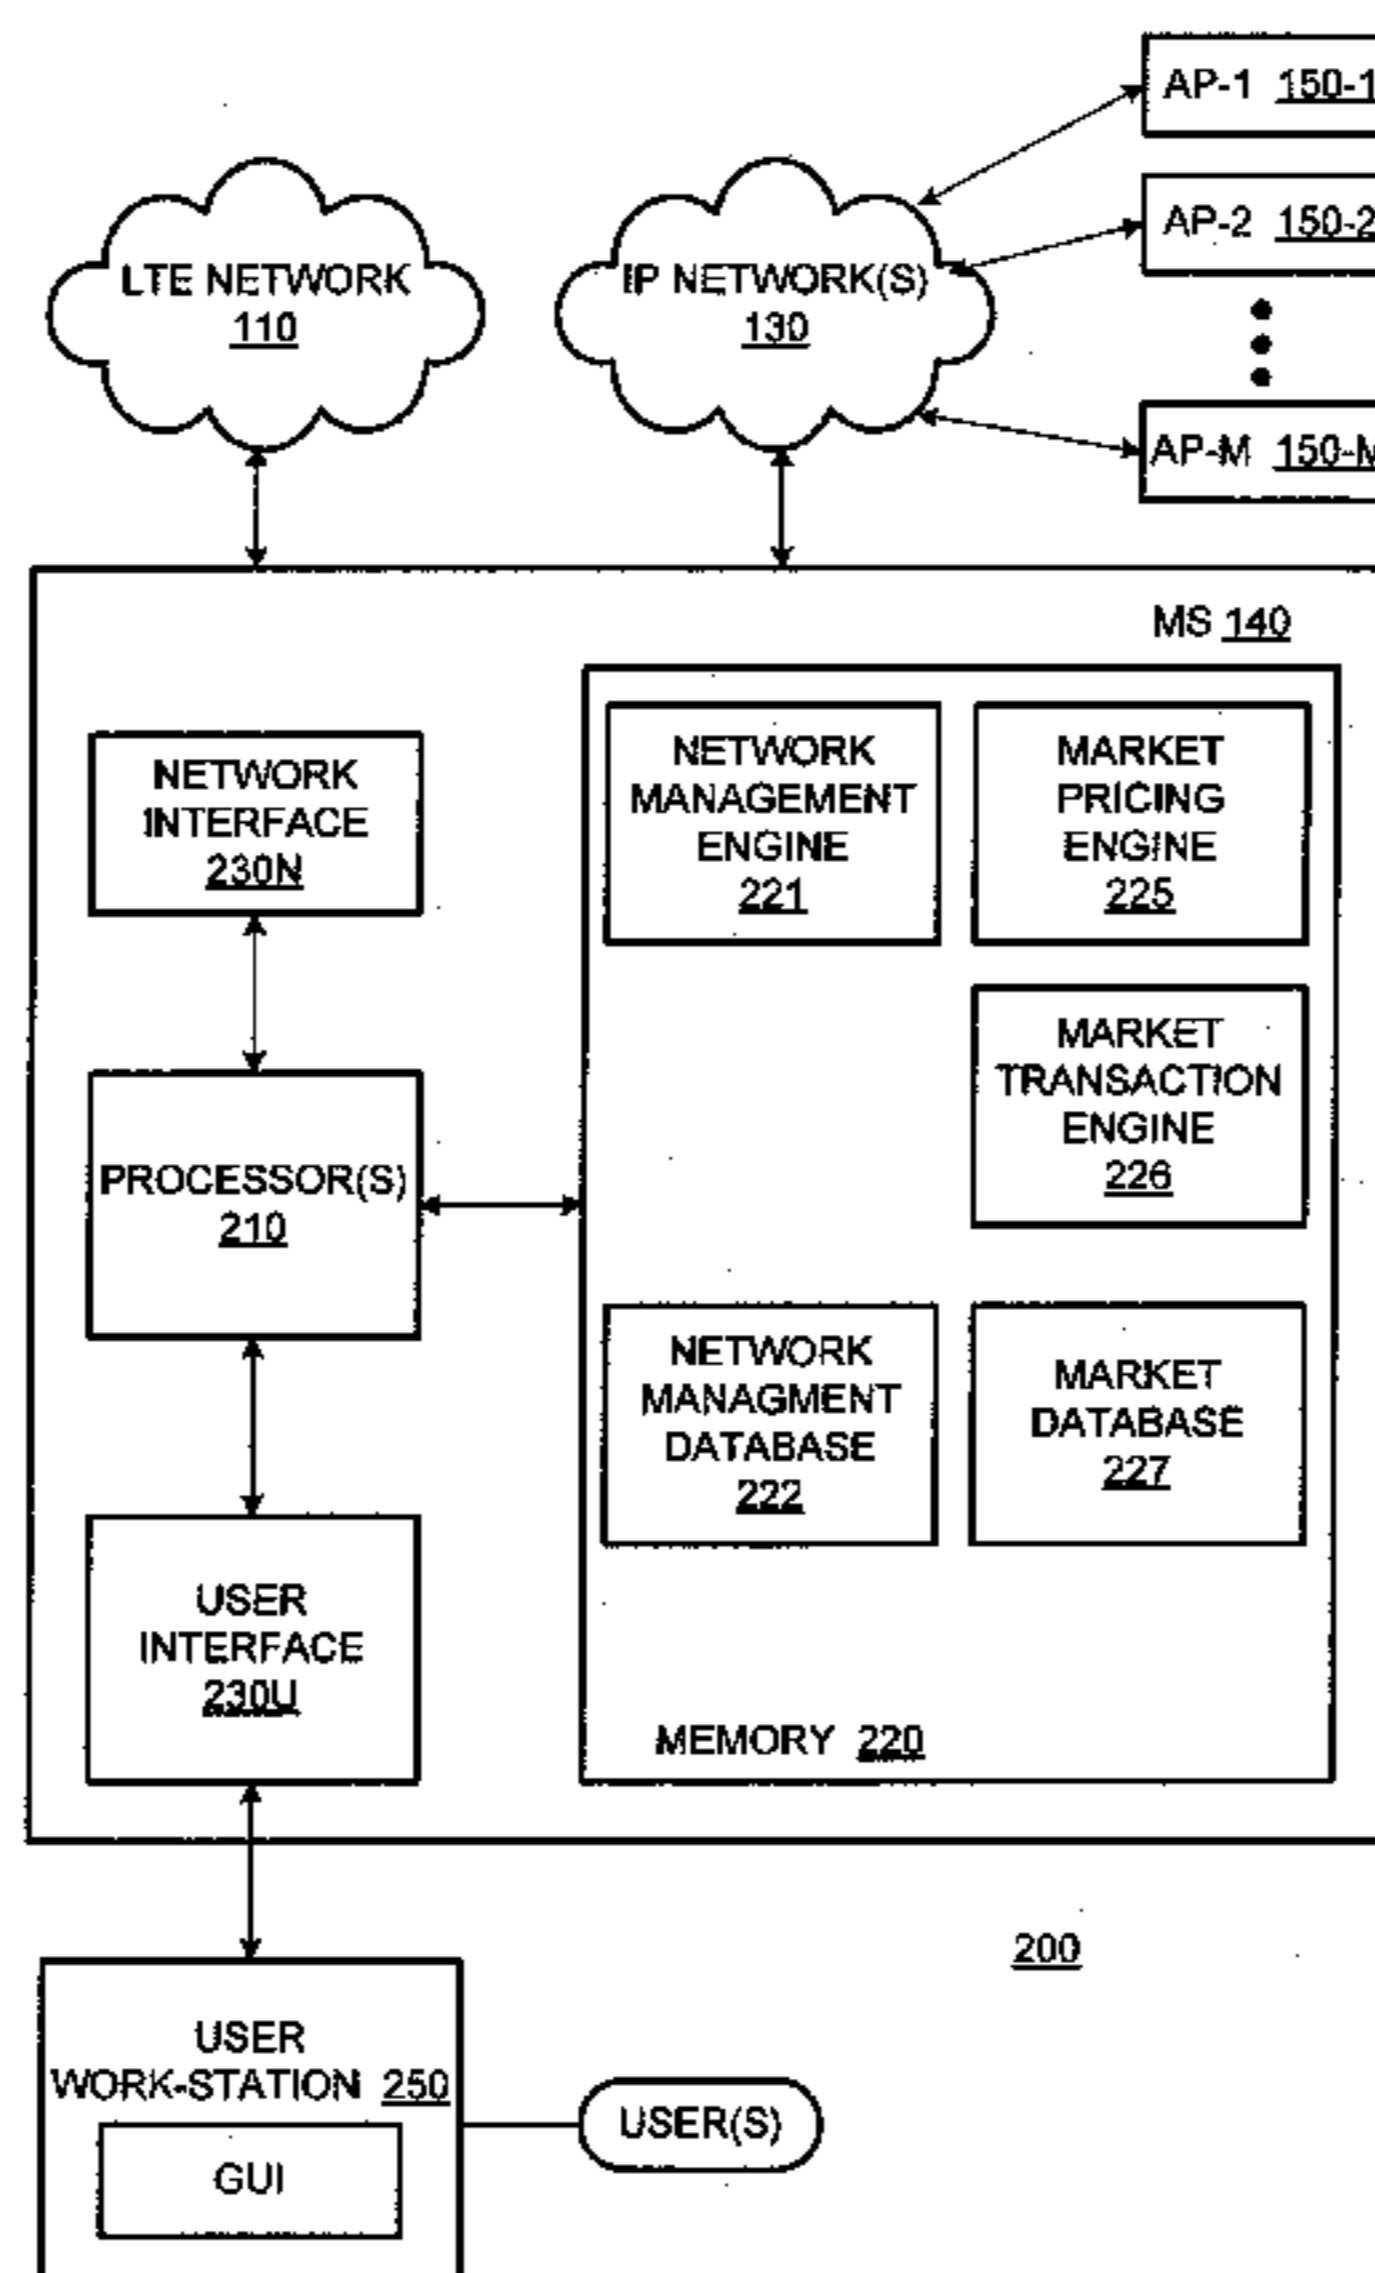 AP-1 150-1
AP-2 150-2
AP-M 150-M
LTE NETWORK
110
IP NETWORK(S)
130
MS 140
NETWORK
INTERFACE
230N
NETWORK
MANAGEMENT
ENGINE
221
MARKET
PRICING
ENGINE
225
MARKET
TRANSACTION
ENGINE
226
PROCESSOR(S)
210
NETWORK
MANAGMENT
DATABASE
222
MARKET
DATABASE
227
USER
INTERFACE
230U
MEMORY 220
200
USER
WORK-STATION 250
GUI
USER(S)